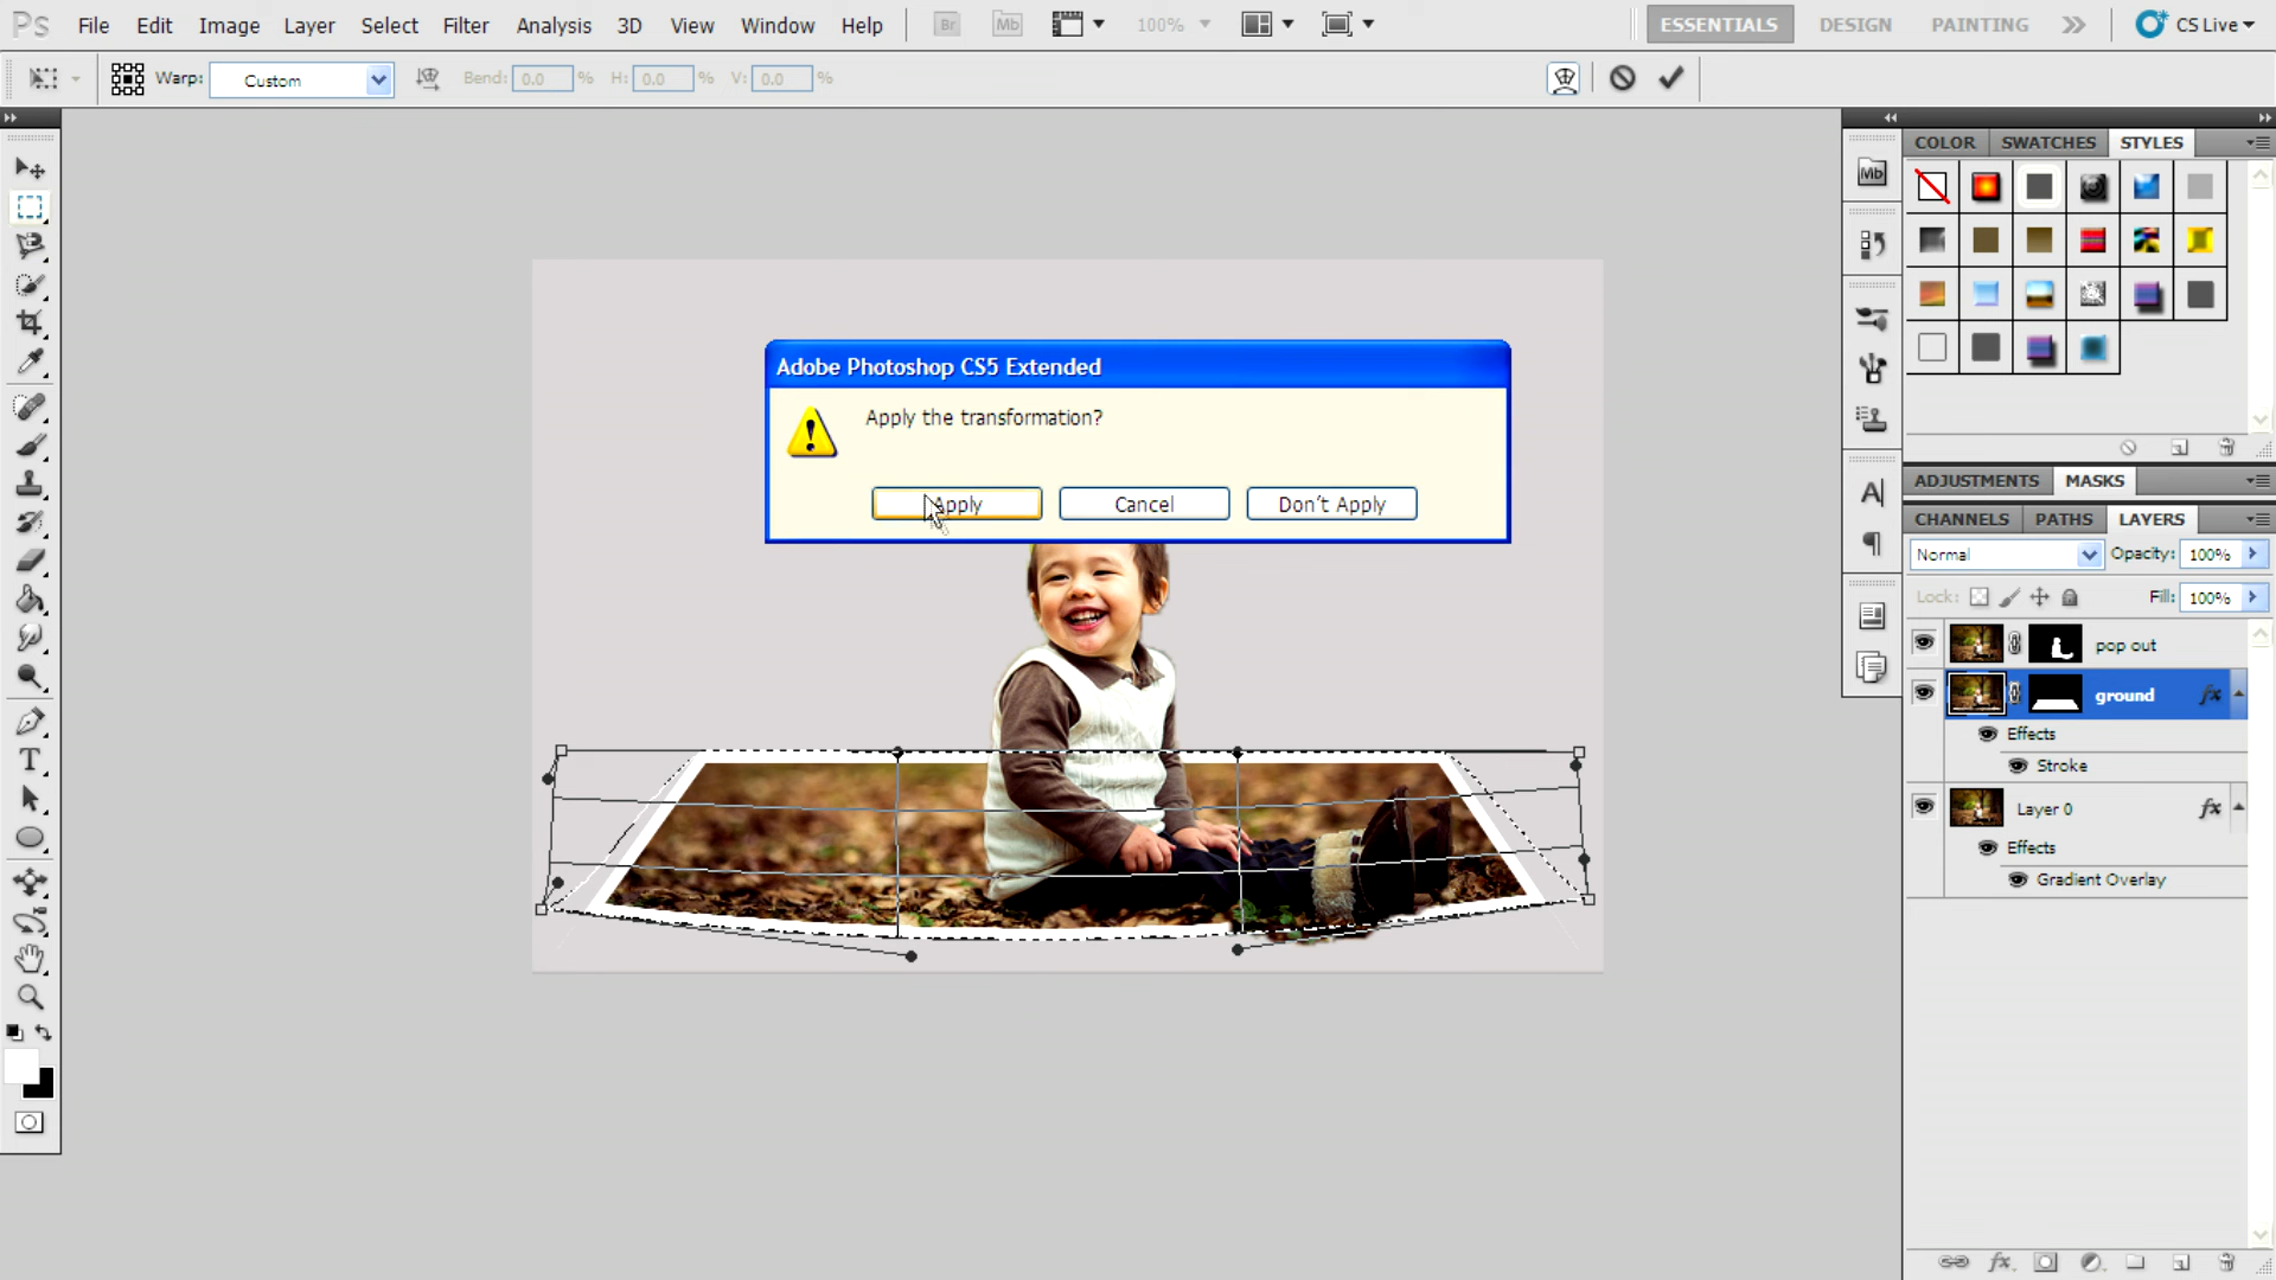 Ps File Edit Image Layer Select Filter Analysis 3D View Window Help Br Mb 100% ESSENTIALS DESIGN PAINTING CS Live
Warp: Custom Bend: 0.0 % H: 0.0 % V: 0.0 %
COLOR SWATCHES STYLES
Mb
Adobe Photoshop CS5 Extended
Apply the transformation?
Apply Cancel Don't Apply
ADJUSTMENTS MASKS
CHANNELS PATHS LAYERS
Normal Opacity: 100%
Lock: Fill: 100%
pop out
ground fx
Effects
Stroke
Layer 0 fx
Effects
Gradient Overlay
fx